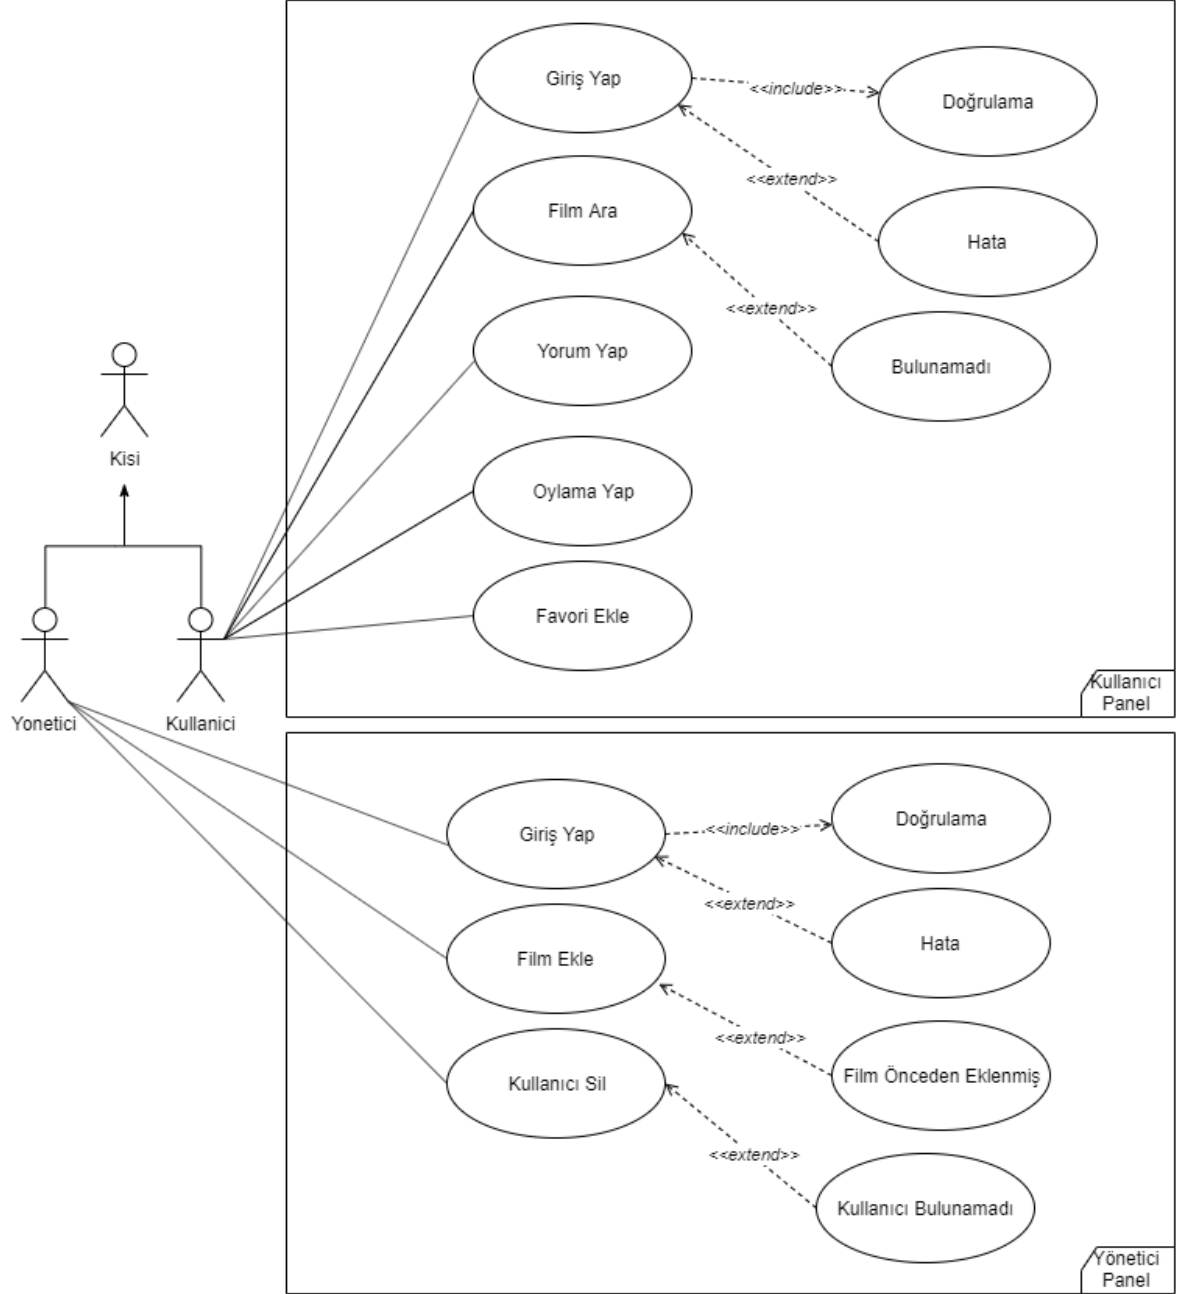 Giriş Yap
<<include>>
Doğrulama
<<extend>>
Film Ara
Hata
<<extend>>
Yorum Yap
Bulunamadı
Kisi
Oylama Yap
Favori Ekle
Yonetici
Kullanici
Kullanıcı
Panel
Giriş Yap
<<include>>
Doğrulama
<<extend>>
Hata
Film Ekle
<<extend>>
Film Önceden Eklenmiş
Kullanıcı Sil
<<extend>>
Kullanıcı Bulunamadı
Yönetici
Panel